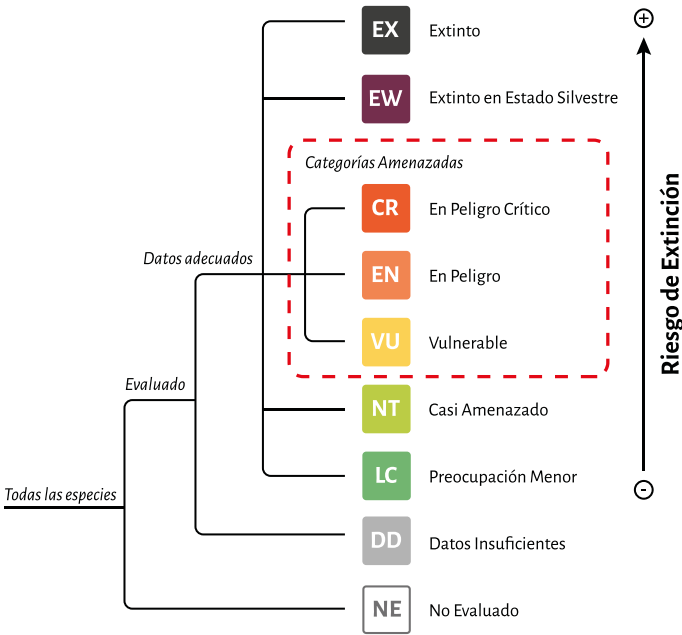 EX Extinto
EW Extinto en Estado Silvestre
Categorías Amenazadas
CR En Peligro Crítico
Datos adecuados
EN En Peligro
VU Vulnerable
Evaluado
NT Casi Amenazado
LC Preocupación Menor
Todas las especies
DD Datos Insuficientes
NE No Evaluado
+
Riesgo de Extinción
-